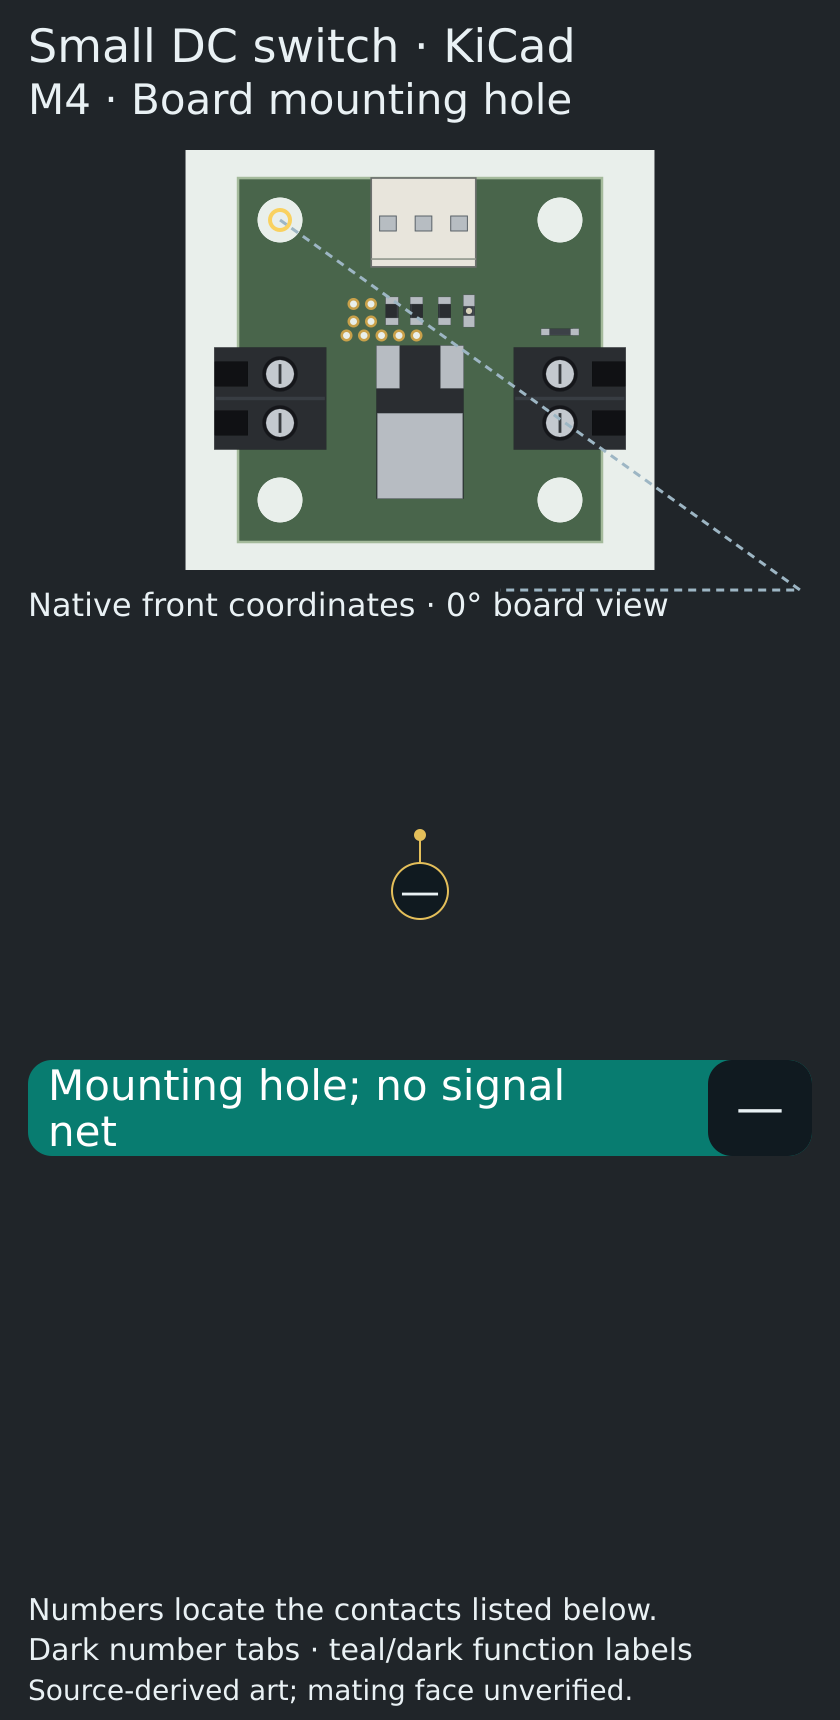 Small DC switch · KiCad
M4 · Board mounting hole
Native front coordinates · 0° board view
—
Mounting hole; no signal
net
—
Numbers locate the contacts listed below.
Dark number tabs · teal/dark function labels
Source-derived art; mating face unverified.